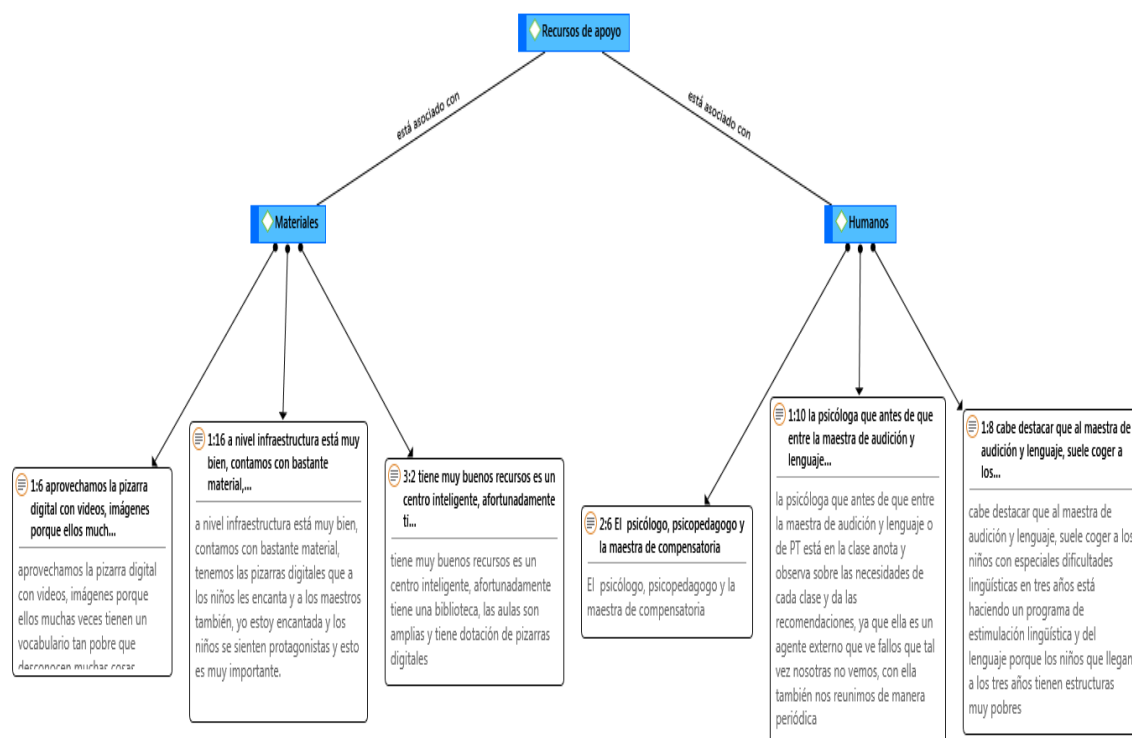 Recursos de apoyo
está asociado con
está asociado con
Materiales
Humanos
1:6 aprovechamos la pizarra
digital con videos, imágenes
porque ellos much...
aprovechamos la pizarra digital
con videos, imágenes porque
ellos muchas veces tienen un
vocabulario tan pobre que
desconocen muchas cosas
1:16 a nivel infraestructura está muy
bien, contamos con bastante
material,...
a nivel infraestructura está muy bien,
contamos con bastante material,
tenemos las pizarras digitales que a
los niños les encanta y a los maestros
también, yo estoy encantada y los
niños se sienten protagonistas y esto
es muy importante.
3:2 tiene muy buenos recursos es un
centro inteligente, afortunadamente
ti...
tiene muy buenos recursos es un
centro inteligente, afortunadamente
tiene una biblioteca, las aulas son
amplias y tiene dotación de pizarras
digitales
2:6 El psicólogo, psicopedagogo y
la maestra de compensatoria
El psicólogo, psicopedagogo y la
maestra de compensatoria
1:10 la psicóloga que antes de que
entre la maestra de audición y
lenguaje...
la psicóloga que antes de que entre
la maestra de audición y lenguaje o
de PT está en la clase anota y
observa sobre las necesidades de
cada clase y da las
recomendaciones, ya que ella es un
agente externo que ve fallos que tal
vez nosotras no vemos, con ella
también nos reunimos de manera
periódica
1:8 cabe destacar que al maestra de
audición y lenguaje, suele coger a
los...
cabe destacar que al maestra de
audición y lenguaje, suele coger a los
niños con especiales dificultades
lingüísticas en tres años está
haciendo un programa de
estimulación lingüística y del
lenguaje porque los niños que llegan
a los tres años tienen estructuras
muy pobres